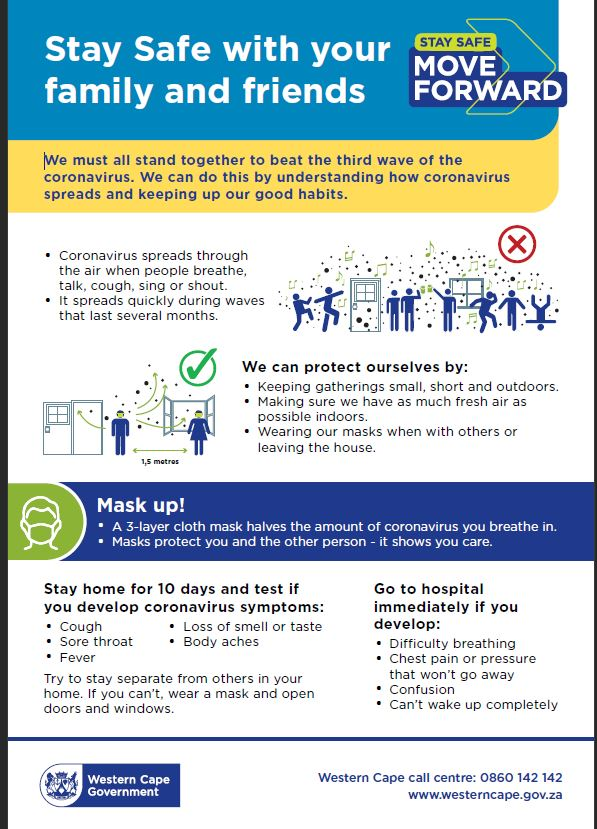 Stay Safe with your
family and friends
STAY SAFE
MOVE
FORWARD
We must all stand together to beat the third wave of the
coronavirus. We can do this by understanding how coronavirus
spreads and keeping up our good habits.
• Coronavirus spreads through
the air when people breathe,
talk, cough, sing or shout.
• It spreads quickly during waves
that last several months.
We can protect ourselves by:
• Keeping gatherings small, short and outdoors.
• Making sure we have as much fresh air as
possible indoors.
• Wearing our masks when with others or
leaving the house.
1,5 metres
Mask up!
• A 3-layer cloth mask halves the amount of coronavirus you breathe in.
• Masks protect you and the other person - it shows you care.
Stay home for 10 days and test if
you develop coronavirus symptoms:
• Cough
• Sore throat
• Fever
• Loss of smell or taste
• Body aches
Try to stay separate from others in your
home. If you can't, wear a mask and open
doors and windows.
Go to hospital
immediately if you
develop:
• Difficulty breathing
• Chest pain or pressure
that won't go away
• Confusion
• Can't wake up completely
Western Cape
Government
Western Cape call centre: 0860 142 142
www.westerncape.gov.za